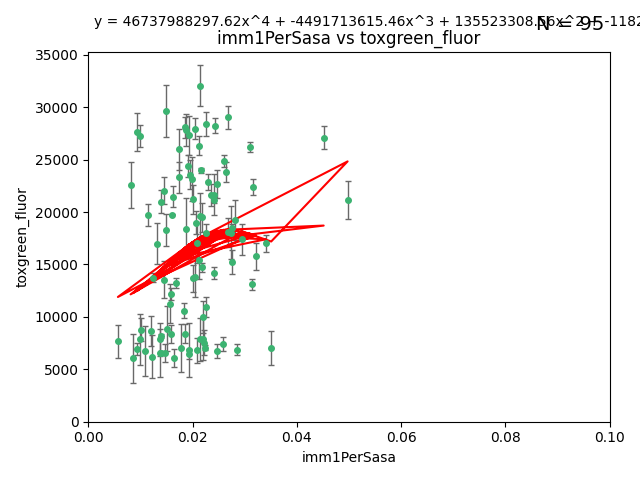 y = 46737988297.62x^4 + -4491713615.46x^3 + 135523308. x^2 + -1182
N = 95
imm1PerSasa vs toxgreen_fluor
35000
30000
25000
20000
15000
10000
5000
0
toxgreen_fluor
0.00 0.02 0.04 0.06 0.08 0.10
imm1PerSasa